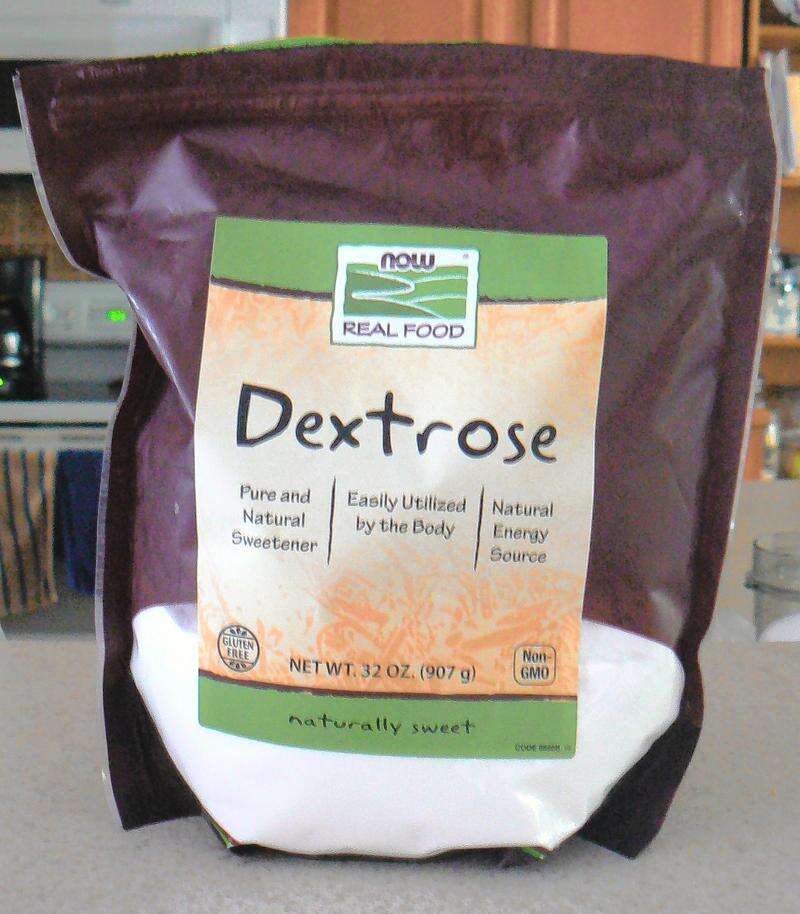 now
REAL FOOD
Dextrose
Pure and
Natural
Sweetener
Easily Utilized
by the Body
Natural
Energy
Source
GLUTEN
FREE
NET WT. 32 OZ. (907 g)
Non-
GMO
naturally sweet